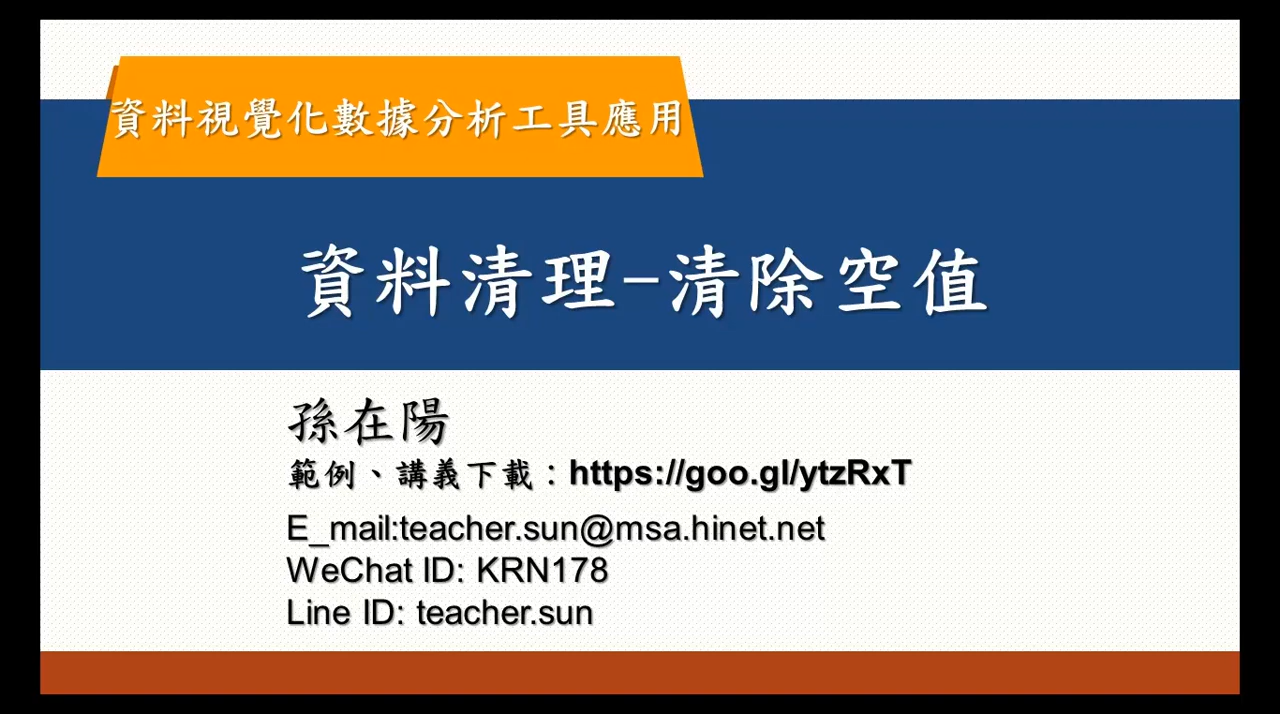 資料視覺化數據分析工具應用
資料清理-清除空值
孫在陽
範例、講義下載：https://goo.gl/ytzRxT
E_mail:teacher.sun@msa.hinet.net
WeChat ID: KRN178
Line ID: teacher.sun